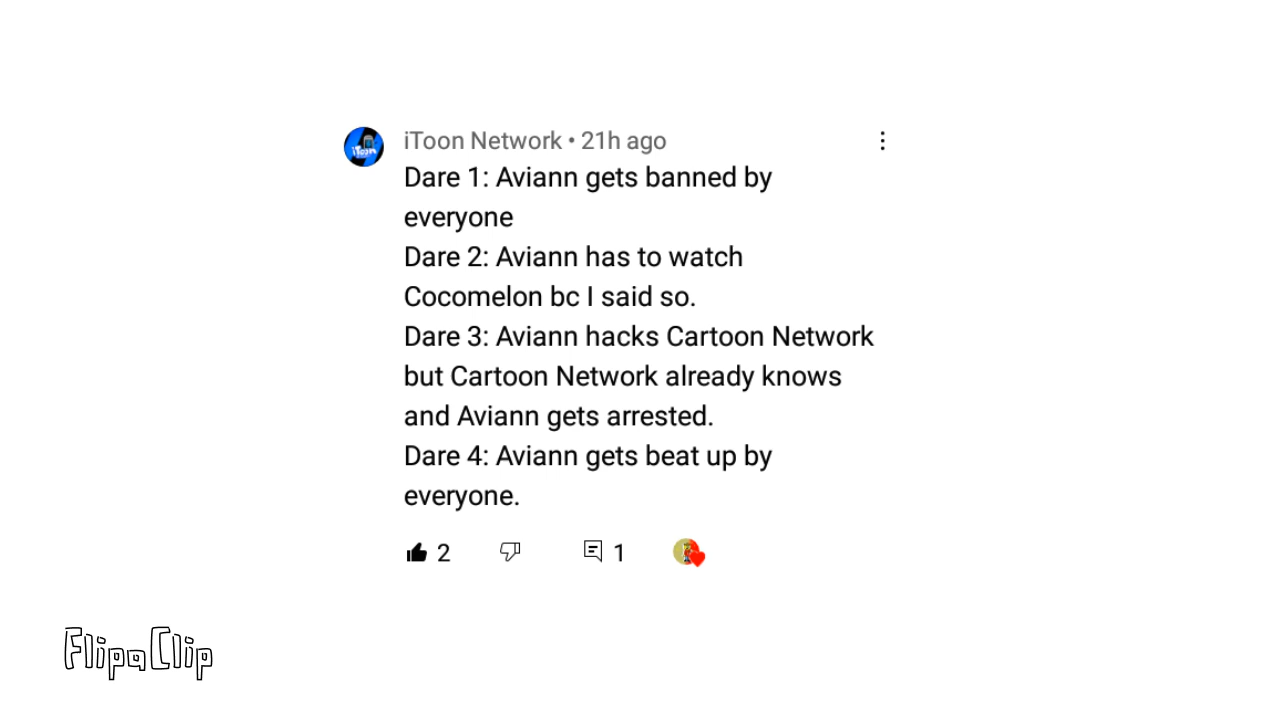 iToon Network • 21h ago
Dare 1: Aviann gets banned by
everyone
Dare 2: Aviann has to watch
Cocomelon bc I said so.
Dare 3: Aviann hacks Cartoon Network
but Cartoon Network already knows
and Aviann gets arrested.
Dare 4: Aviann gets beat up by
everyone.
2 1
FlipaClip